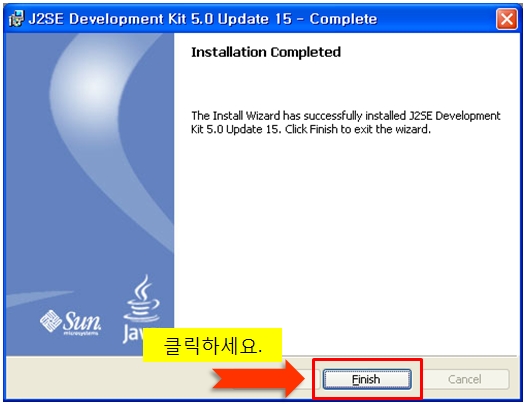 J2SE Development Kit 5.0 Update 15 - Complete
Installation Completed
The Install Wizard has successfully installed J2SE Development
Kit 5.0 Update 15. Click Finish to exit the wizard.
Sun
microsystems
클릭하세요.
Finish
Cancel